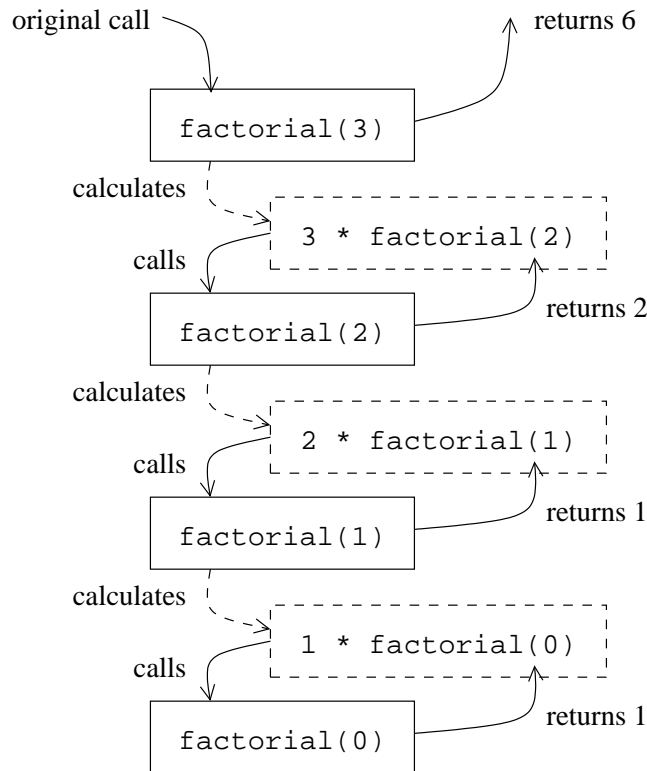 original call
returns 6
factorial(3)
calculates
3 * factorial(2)
calls
factorial(2)
returns 2
calculates
2 * factorial(1)
calls
factorial(1)
returns 1
calculates
1 * factorial(0)
calls
factorial(0)
returns 1